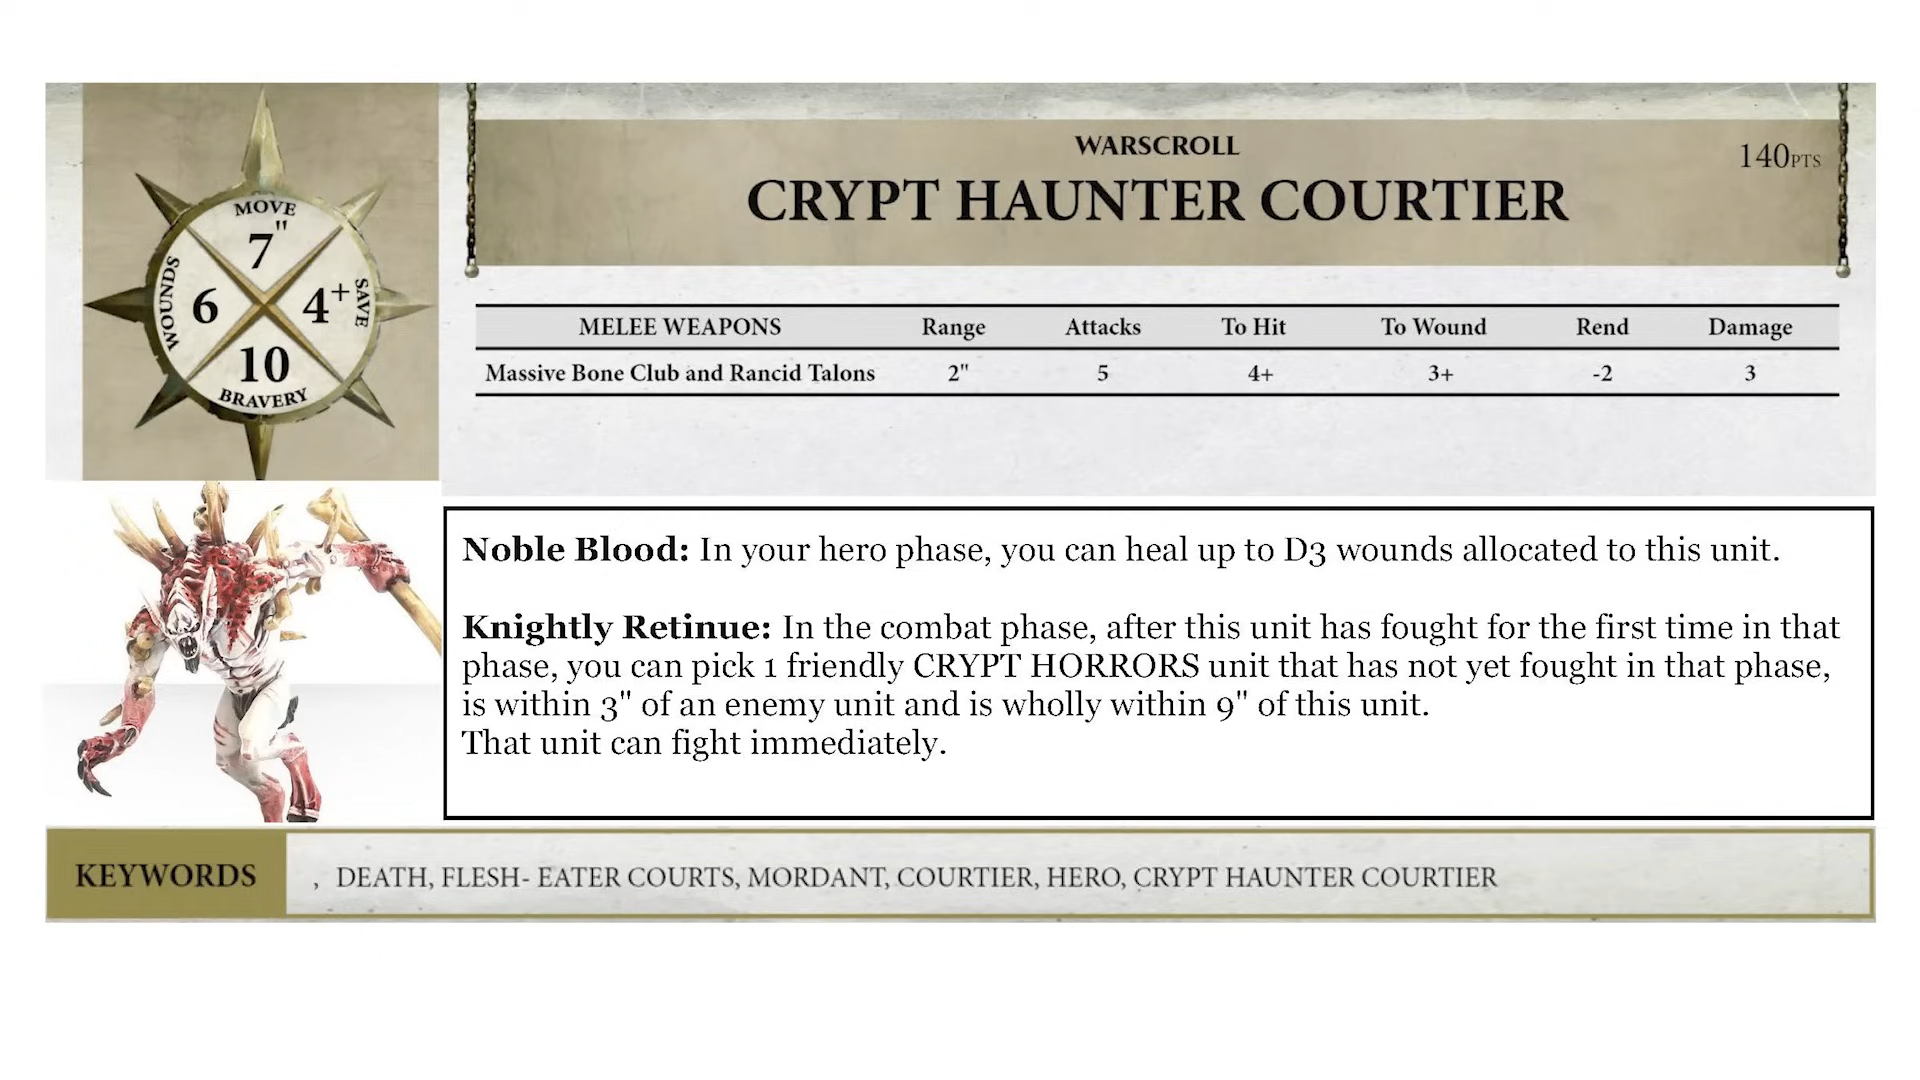 MOVE
7"
WOUNDS
6
4+
SAVE
10
BRAVERY
WARSCROLL
140PTS
CRYPT HAUNTER COURTIER
MELEE WEAPONS Range Attacks To Hit To Wound Rend Damage
Massive Bone Club and Rancid Talons 2" 5 4+ 3+ -2 3
Noble Blood: In your hero phase, you can heal up to D3 wounds allocated to this unit.
Knightly Retinue: In the combat phase, after this unit has fought for the first time in that
phase, you can pick 1 friendly CRYPT HORRORS unit that has not yet fought in that phase,
is within 3" of an enemy unit and is wholly within 9" of this unit.
That unit can fight immediately.
KEYWORDS , DEATH, FLESH- EATER COURTS, MORDANT, COURTIER, HERO, CRYPT HAUNTER COURTIER